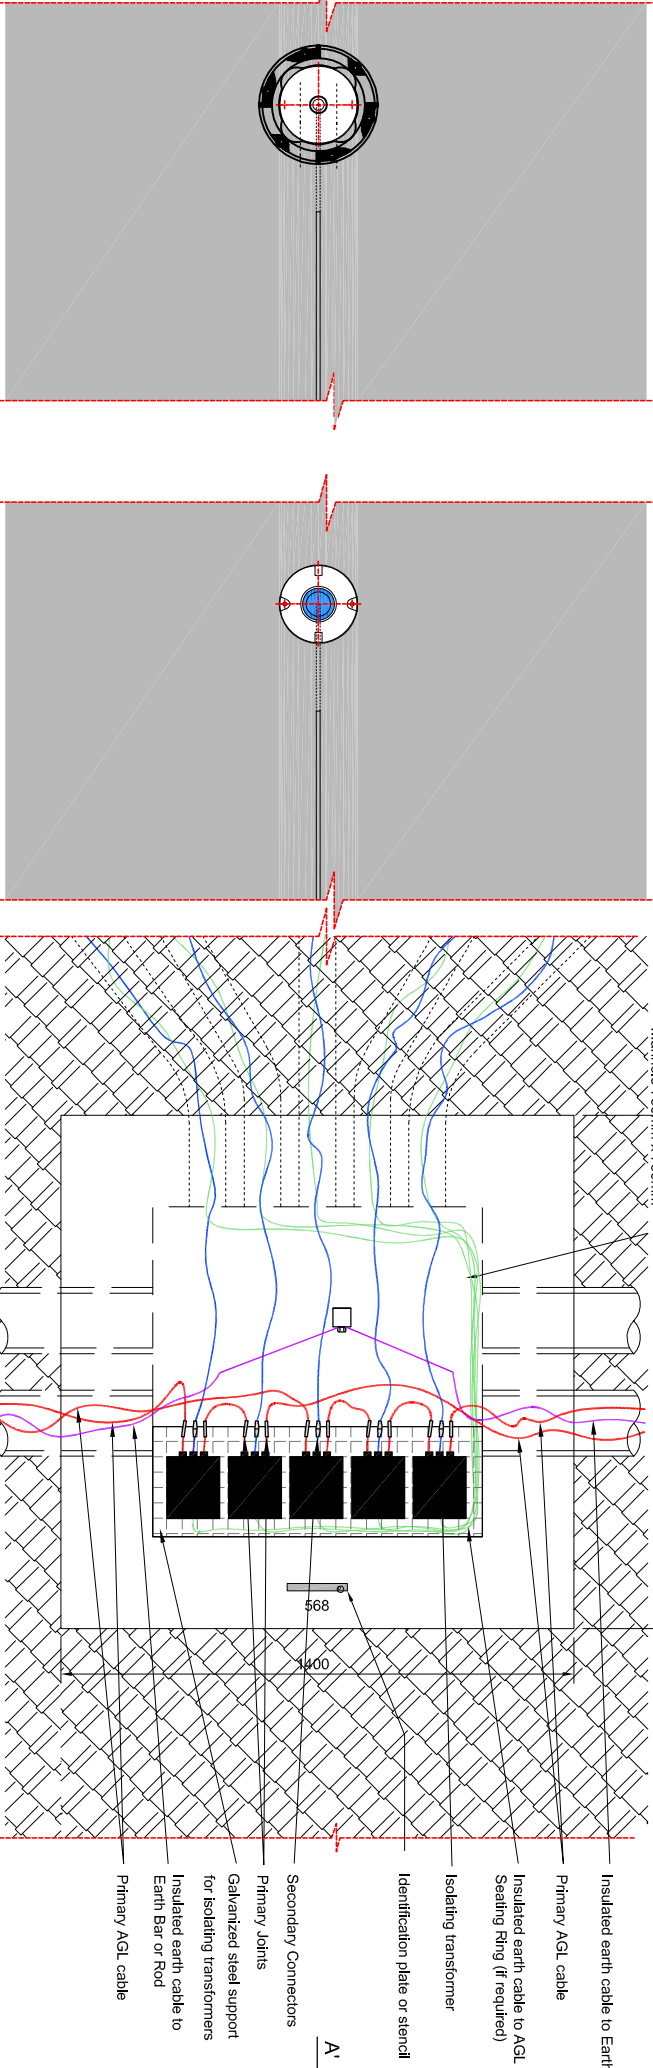 568
1400
Insulated earth cable to Earth
Primary AGL cable
Insulated earth cable to AGL
Seating Ring (if required)
Isolating transformer
Identification plate or stencil
Secondary Connectors
Primary Joints
Galvanized steel support
for isolating transformers
Insulated earth cable to
Earth Bar or Rod
Primary AGL cable
A'